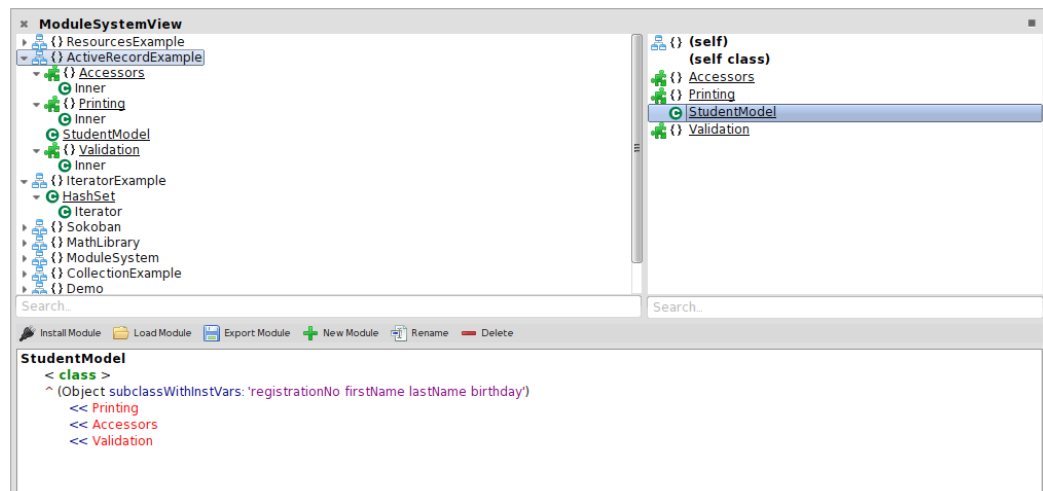 ModuleSystemView
{} ResourcesExample
{} ActiveRecordExample
{} Accessors
C Inner
{} Printing
C Inner
C StudentModel
{} Validation
C Inner
{} IteratorExample
C HashSet
C Iterator
{} Sokoban
{} MathLibrary
{} ModuleSystem
{} CollectionExample
{} Demo
Search..
{} (self)
(self class)
{} Accessors
{} Printing
C StudentModel
{} Validation
Search..
Install Module Load Module Export Module New Module Rename Delete
StudentModel
< class >
^ (Object subclassWithInstVars: 'registrationNo firstName lastName birthday')
<< Printing
<< Accessors
<< Validation